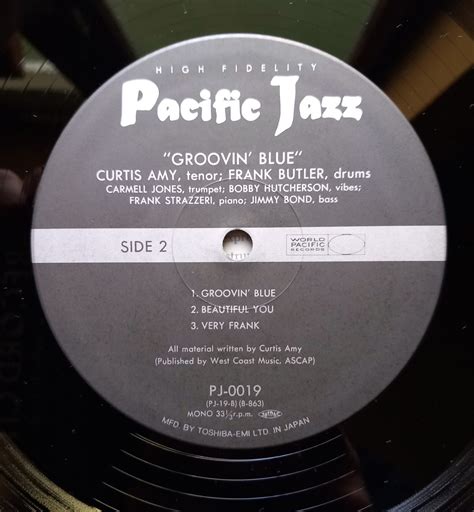 HIGH FIDELITY
Pacific Jazz
"GROOVIN' BLUE"
CURTIS AMY, tenor; FRANK BUTLER, drums
CARMELL JONES, trumpet; BOBBY HUTCHERSON, vibes;
FRANK STRAZZERI, piano; JIMMY BOND, bass
SIDE 2
WORLD
PACIFIC
RECORDS
1. GROOVIN' BLUE
2. BEAUTIFUL YOU
3. VERY FRANK
All material written by Curtis Amy
(Published by West Coast Music, ASCAP)
PJ-0019
(PJ-19-B) (B-863)
MONO 33⅓ r.p.m.
MFD. BY TOSHIBA-EMI LTD. IN JAPAN